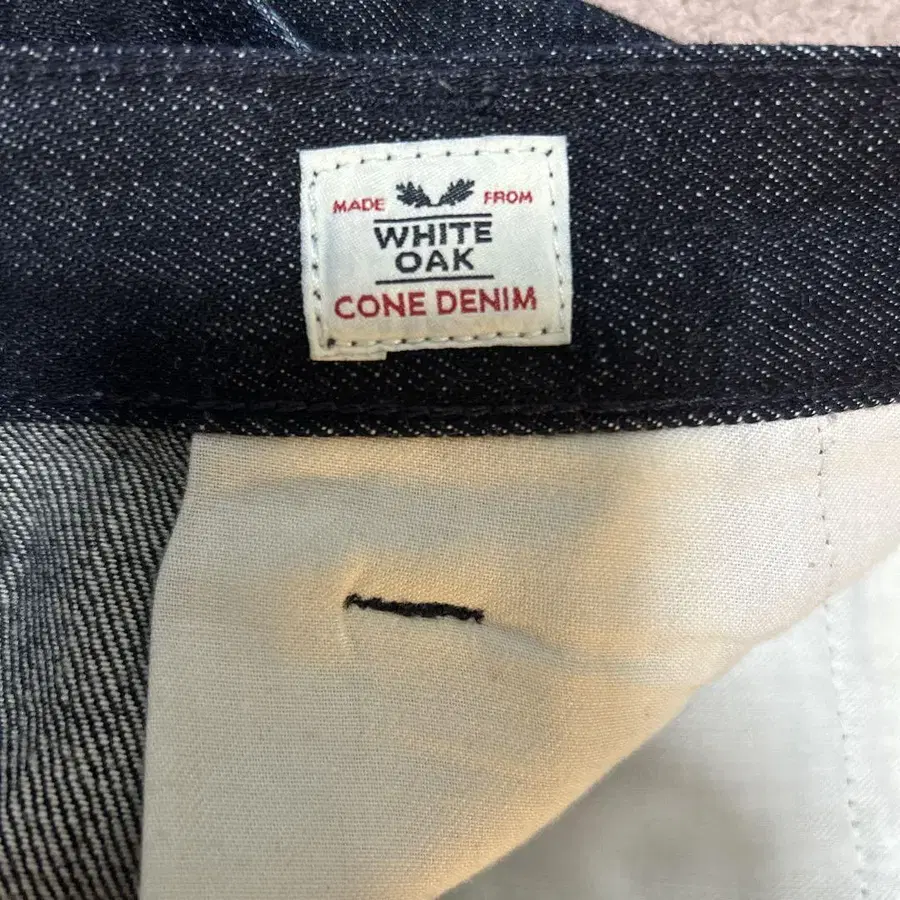 MADE FROM
WHITE
OAK
CONE DENIM